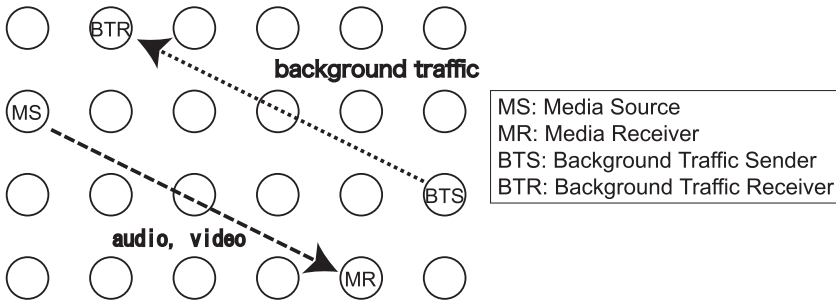 BTR
background traffic
MS
MS: Media Source
MR: Media Receiver
BTS: Background Traffic Sender
BTR: Background Traffic Receiver
BTS
audio, video
MR